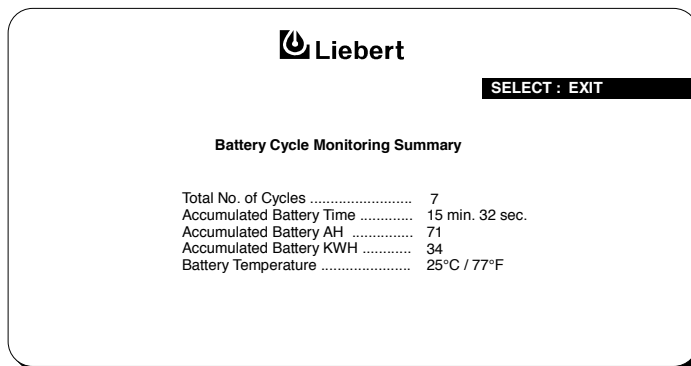 Liebert
SELECT : EXIT
Battery Cycle Monitoring Summary
Total No. of Cycles ......................... 7
Accumulated Battery Time ............. 15 min. 32 sec.
Accumulated Battery AH ............... 71
Accumulated Battery KWH ............ 34
Battery Temperature ...................... 25°C / 77°F